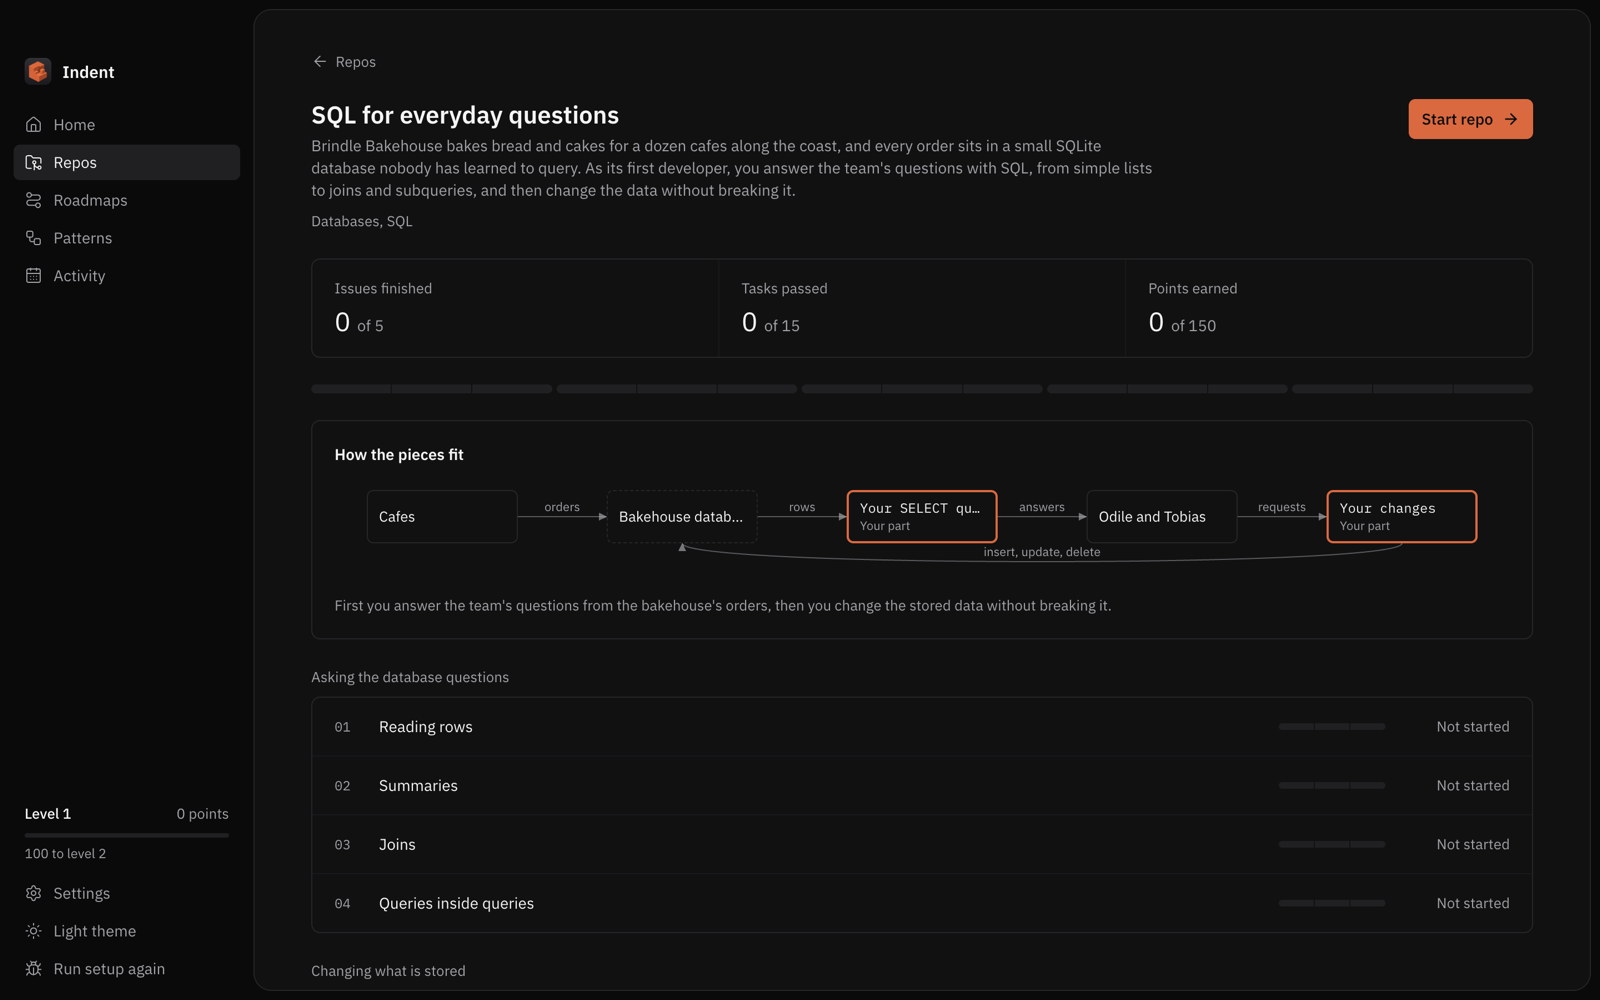 Indent
Home
Repos
Roadmaps
Patterns
Activity
Level 1
0 points
100 to level 2
Settings
Light theme
Run setup again
Repos
SQL for everyday questions
Start repo
Brindle Bakehouse bakes bread and cakes for a dozen cafes along the coast, and every order sits in a small SQLite
database nobody has learned to query. As its first developer, you answer the team's questions with SQL, from simple lists
to joins and subqueries, and then change the data without breaking it.
Databases, SQL
Issues finished
0 of 5
Tasks passed
0 of 15
Points earned
0 of 150
How the pieces fit
Cafes
orders
Bakehouse datab...
rows
Your SELECT qu...
Your part
answers
Odile and Tobias
requests
Your changes
Your part
insert, update, delete
First you answer the team's questions from the bakehouse's orders, then you change the stored data without breaking it.
Asking the database questions
01 Reading rows Not started
02 Summaries Not started
03 Joins Not started
04 Queries inside queries Not started
Changing what is stored